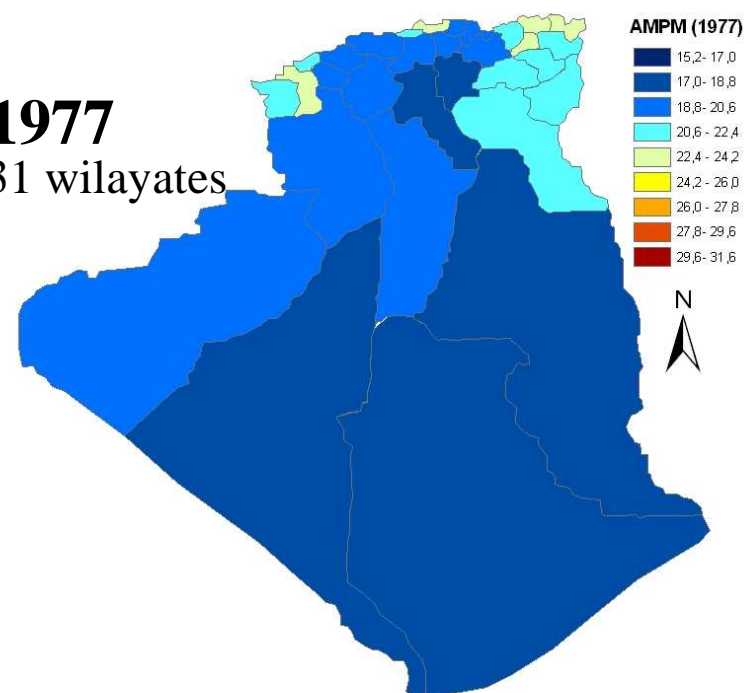 1977
31 wilayates
AMPM (1977)
15,2- 17,0
17,0- 18,8
18,8- 20,6
20,6 - 22,4
22,4 - 24,2
24,2 - 26,0
26,0 - 27,8
27,8- 29,6
29,6- 31,6
N